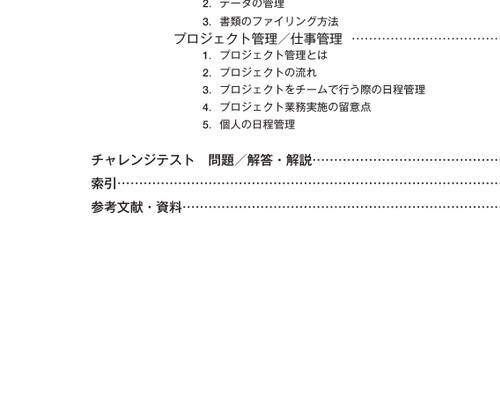 2. データの管理
3. 書類のファイリング方法
プロジェクト管理／仕事管理 ……………………
1. プロジェクト管理とは
2. プロジェクトの流れ
3. プロジェクトをチームで行う際の日程管理
4. プロジェクト業務実施の留意点
5. 個人の日程管理
チャレンジテスト　問題／解答・解説……………………
索引……………………………………………………
参考文献・資料…………………………………………